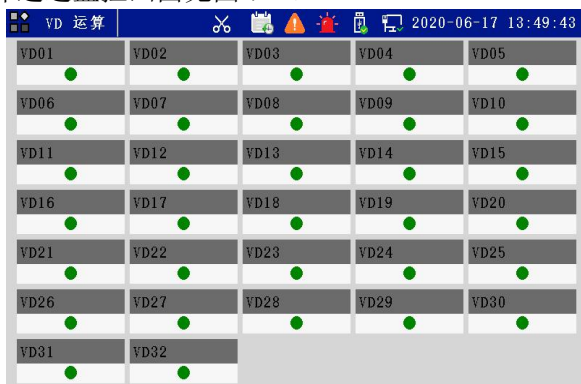 VD 运算 2020-06-17 13:49:43
VD01 VD02 VD03 VD04 VD05
VD06 VD07 VD08 VD09 VD10
VD11 VD12 VD13 VD14 VD15
VD16 VD17 VD18 VD19 VD20
VD21 VD22 VD23 VD24 VD25
VD26 VD27 VD28 VD29 VD30
VD31 VD32